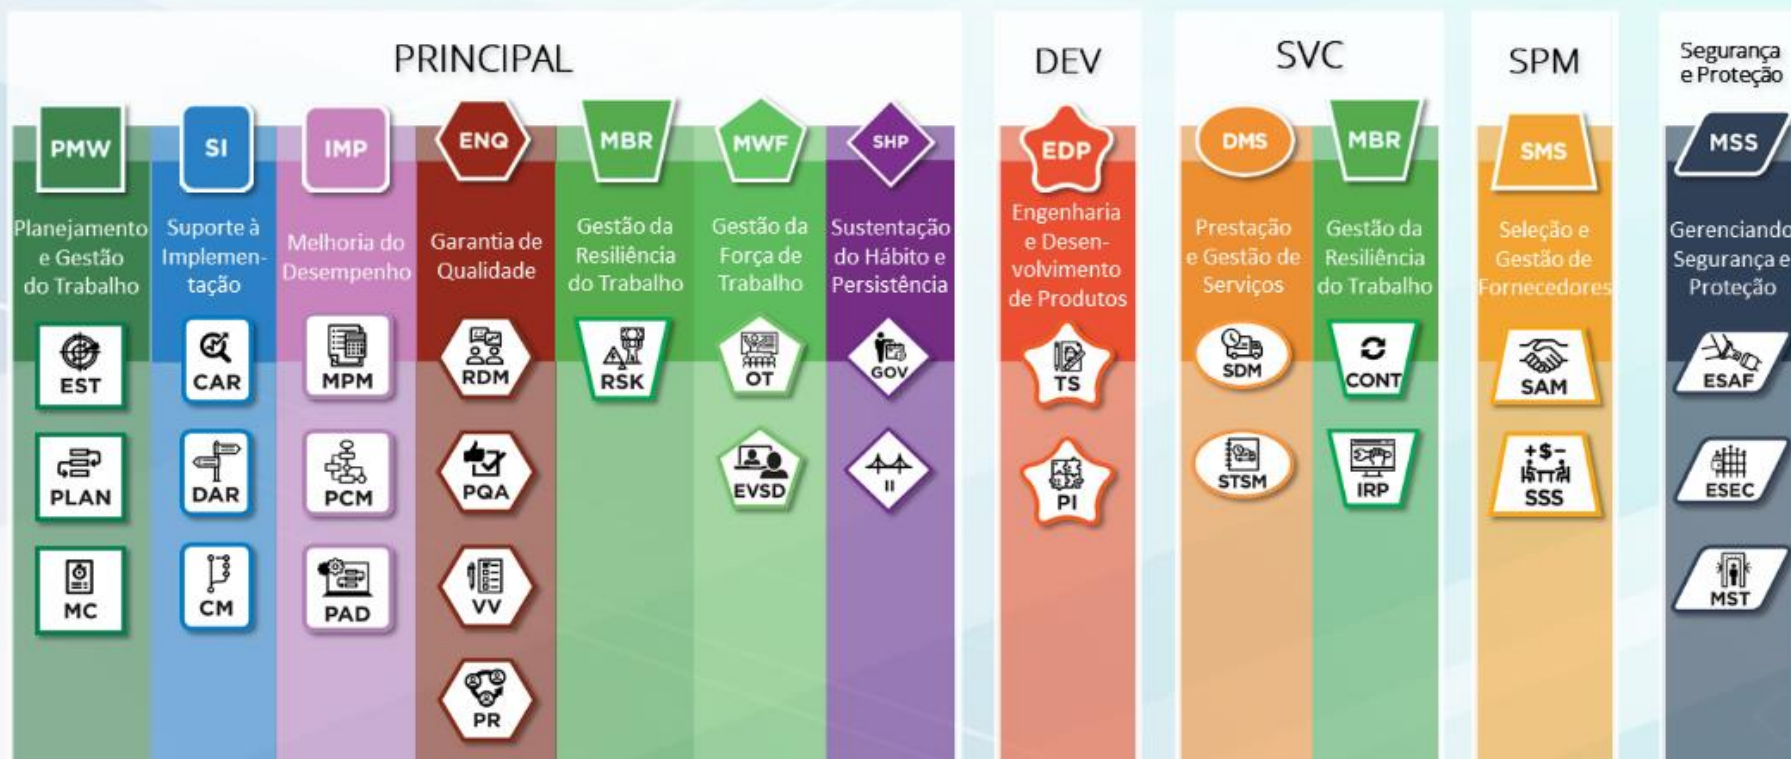 PRINCIPAL
DEV
SVC
SPM
Segurança
e Proteção
PMW
SI
IMP
ENQ
MBR
MWF
SHP
EDP
DMS
MBR
SMS
MSS
Planejamento
e Gestão
do Trabalho
Suporte à
Implemen-
tação
Melhoria do
Desempenho
Garantia de
Qualidade
Gestão da
Resiliência
do Trabalho
Gestão da
Força de
Trabalho
Sustentação
do Hábito e
Persistência
Engenharia
e Desen-
volvimento
de Produtos
Prestação
e Gestão de
Serviços
Gestão da
Resiliência
do Trabalho
Seleção e
Gestão de
Fornecedores
Gerenciando
Segurança e
Proteção
EST
CAR
MPM
RDM
RSK
OT
GOV
TS
SDM
CONT
SAM
ESAF
PLAN
DAR
PCM
PQA
EVSD
II
PI
STSM
IRP
+$-
SSS
ESEC
MC
CM
PAD
VV
MST
PR